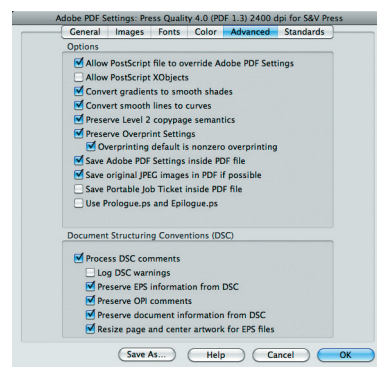 Adobe PDF Settings: Press Quality 4.0 (PDF 1.3) 2400 dpi for S&V Press
General Images Fonts Color Advanced Standards
Options
Allow PostScript file to override Adobe PDF Settings
Allow PostScript XObjects
Convert gradients to smooth shades
Convert smooth lines to curves
Preserve Level 2 copypage semantics
Preserve Overprint Settings
Overprinting default is nonzero overprinting
Save Adobe PDF Settings inside PDF file
Save original JPEG images in PDF if possible
Save Portable Job Ticket inside PDF file
Use Prologue.ps and Epilogue.ps
Document Structuring Conventions (DSC)
Process DSC comments
Log DSC warnings
Preserve EPS information from DSC
Preserve OPI comments
Preserve document information from DSC
Resize page and center artwork for EPS files
Save As... Help Cancel OK